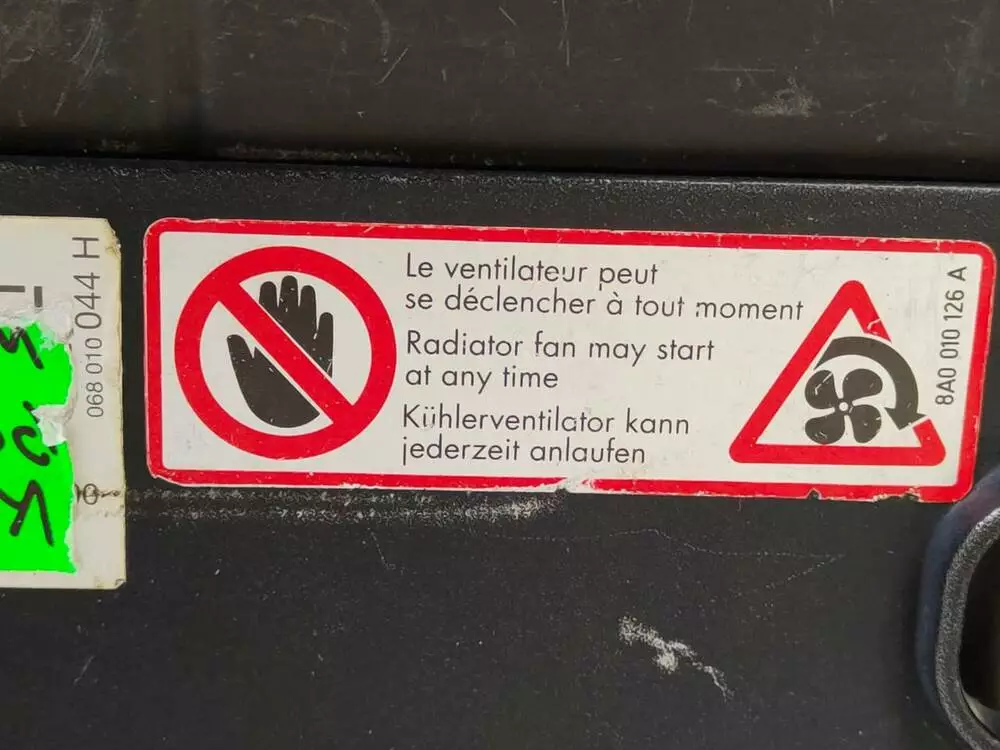 Le ventilateur peut
se déclencher à tout moment
Radiator fan may start
at any time
Kühlerventilator kann
jederzeit anlaufen
8A0 010 126 A
068 010 044 H